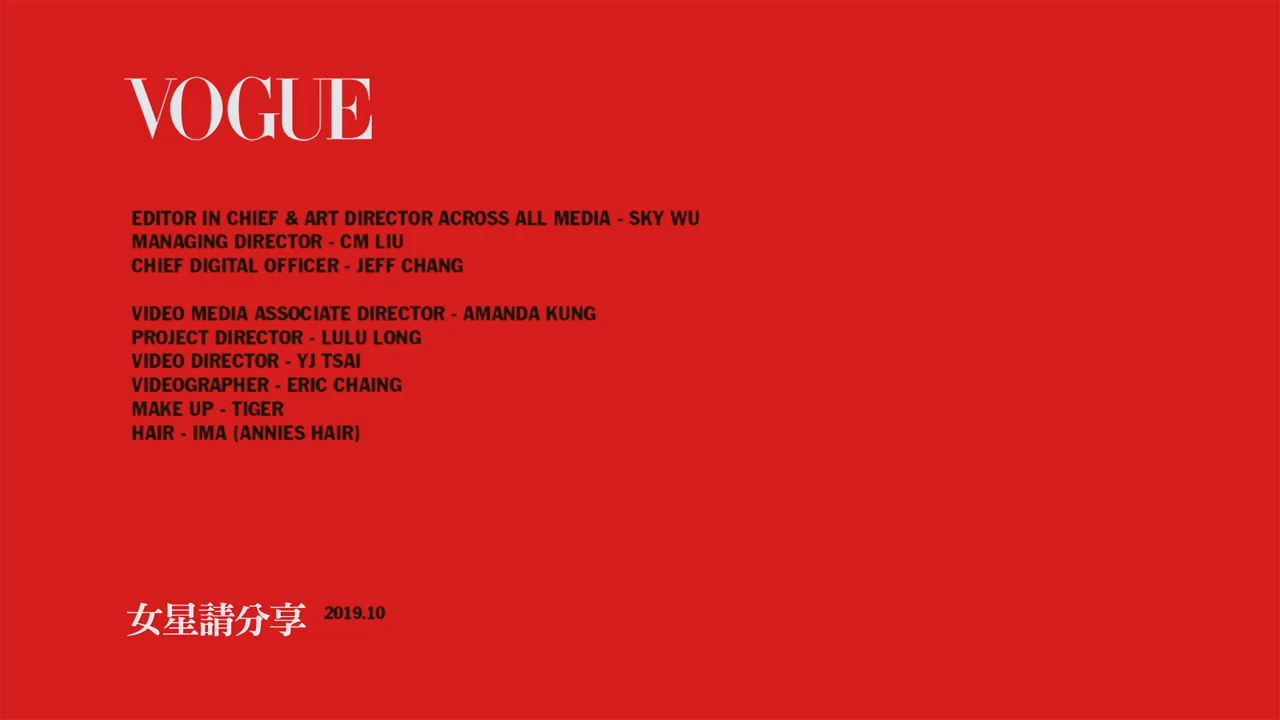 VOGUE
EDITOR IN CHIEF & ART DIRECTOR ACROSS ALL MEDIA - SKY WU
MANAGING DIRECTOR - CM LIU
CHIEF DIGITAL OFFICER - JEFF CHANG
VIDEO MEDIA ASSOCIATE DIRECTOR - AMANDA KUNG
PROJECT DIRECTOR - LULU LONG
VIDEO DIRECTOR - YJ TSAI
VIDEOGRAPHER - ERIC CHAING
MAKE UP - TIGER
HAIR - IMA (ANNIES HAIR)
女星請分享 2019.10